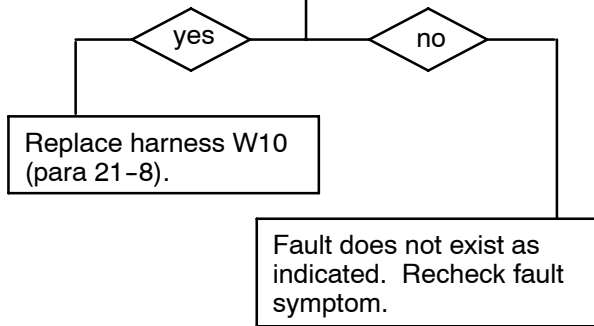 yes
no
Replace harness W10
(para 21-8).
Fault does not exist as
indicated.  Recheck fault
symptom.